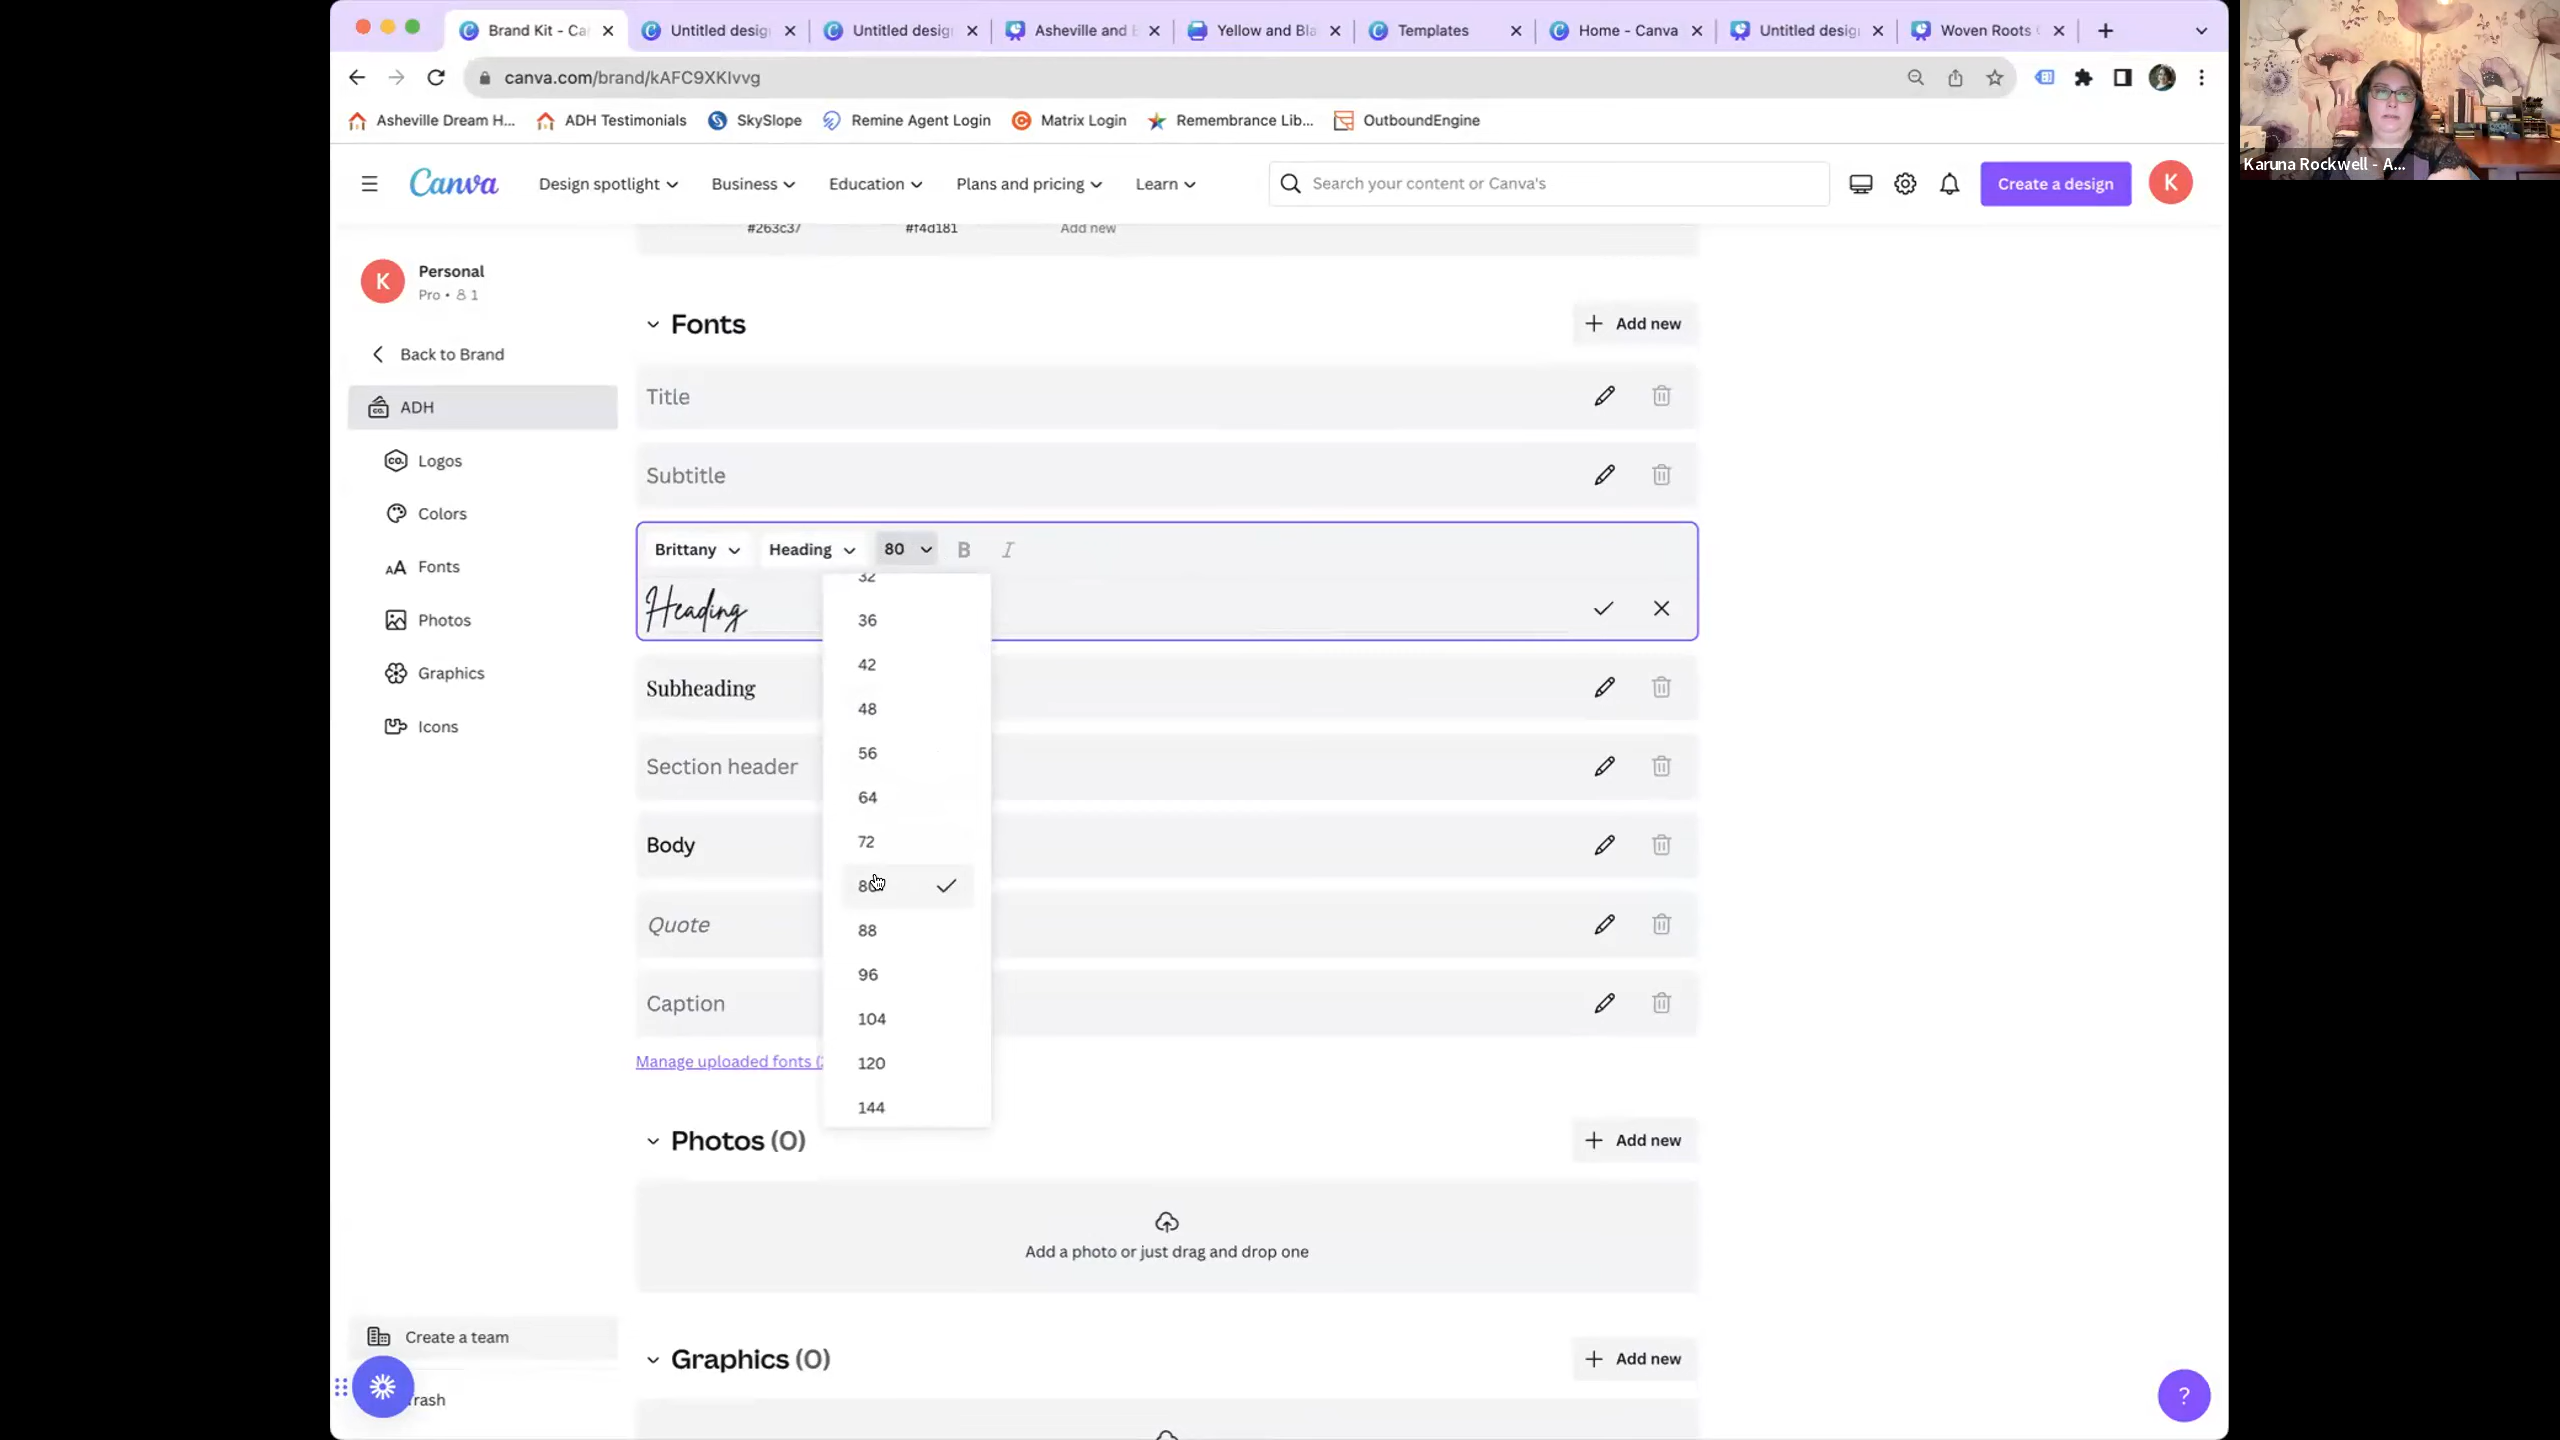 Brand Kit - Ca
Untitled desig
Untitled desig
Asheville and E
Yellow and Bla
Templates
Home - Canva
Untitled desig
Woven Roots
canva.com/brand/kAFC9XKIvvg
Asheville Dream H...
ADH Testimonials
SkySlope
Remine Agent Login
Matrix Login
Remembrance Lib...
OutboundEngine
Karuna Rockwell - A...
Canva
Design spotlight
Business
Education
Plans and pricing
Learn
Search your content or Canva's
Create a design
K
#263c37
#f4d181
Add new
K
Personal
Pro • 1
Back to Brand
ADH
CO.
Logos
Colors
Fonts
Photos
Graphics
Icons
Create a team
Trash
Fonts
Add new
Title
Subtitle
Brittany
Heading
80
B
I
Heading
32
36
42
48
56
64
72
80
88
96
104
120
144
Subheading
Section header
Body
Quote
Caption
Manage uploaded fonts
Photos (0)
Add new
Add a photo or just drag and drop one
Graphics (0)
Add new
?